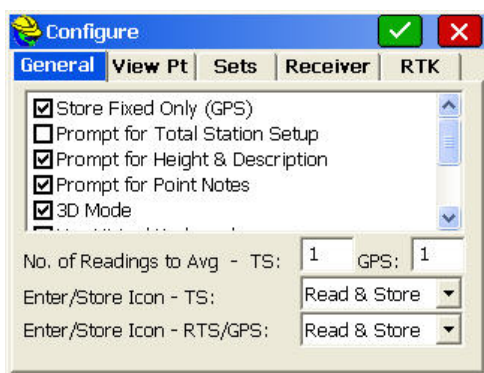 Configure
General View Pt Sets Receiver RTK
Store Fixed Only (GPS)
Prompt for Total Station Setup
Prompt for Height & Description
Prompt for Point Notes
3D Mode
No. of Readings to Avg - TS: 1 GPS: 1
Enter/Store Icon - TS: Read & Store
Enter/Store Icon - RTS/GPS: Read & Store